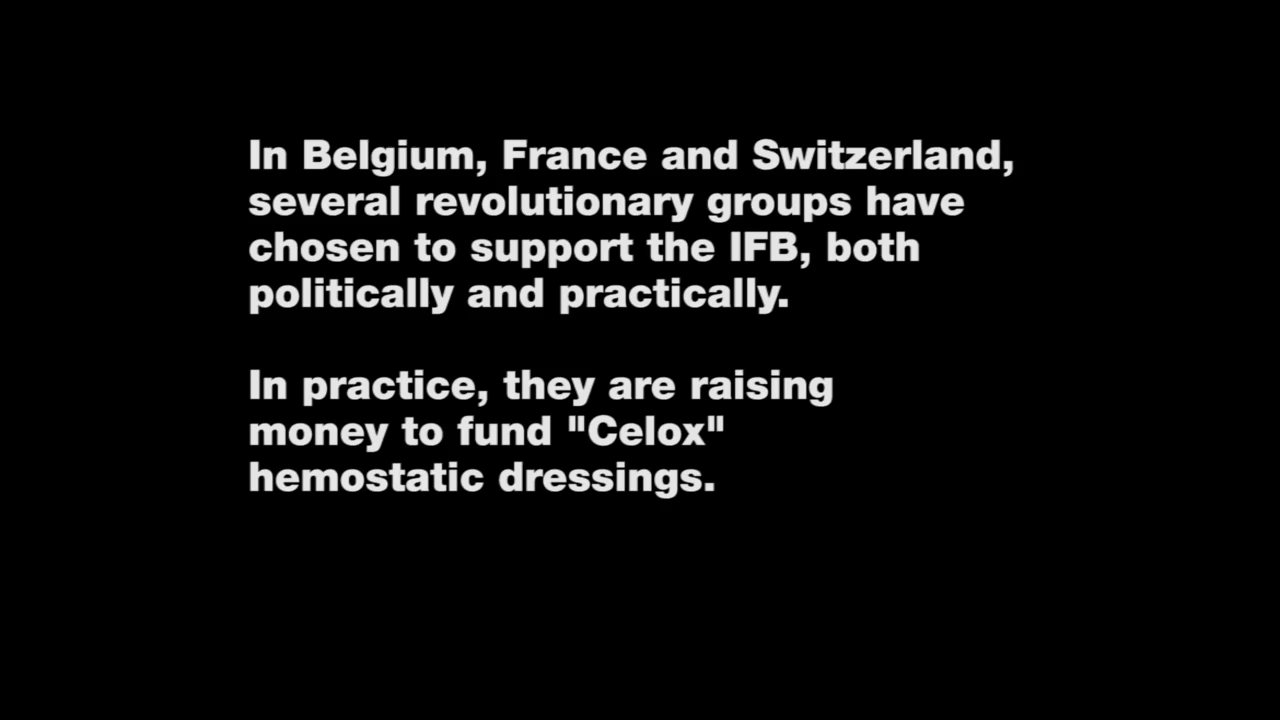 In Belgium, France and Switzerland,
several revolutionary groups have
chosen to support the IFB, both
politically and practically.
In practice, they are raising
money to fund "Celox"
hemostatic dressings.